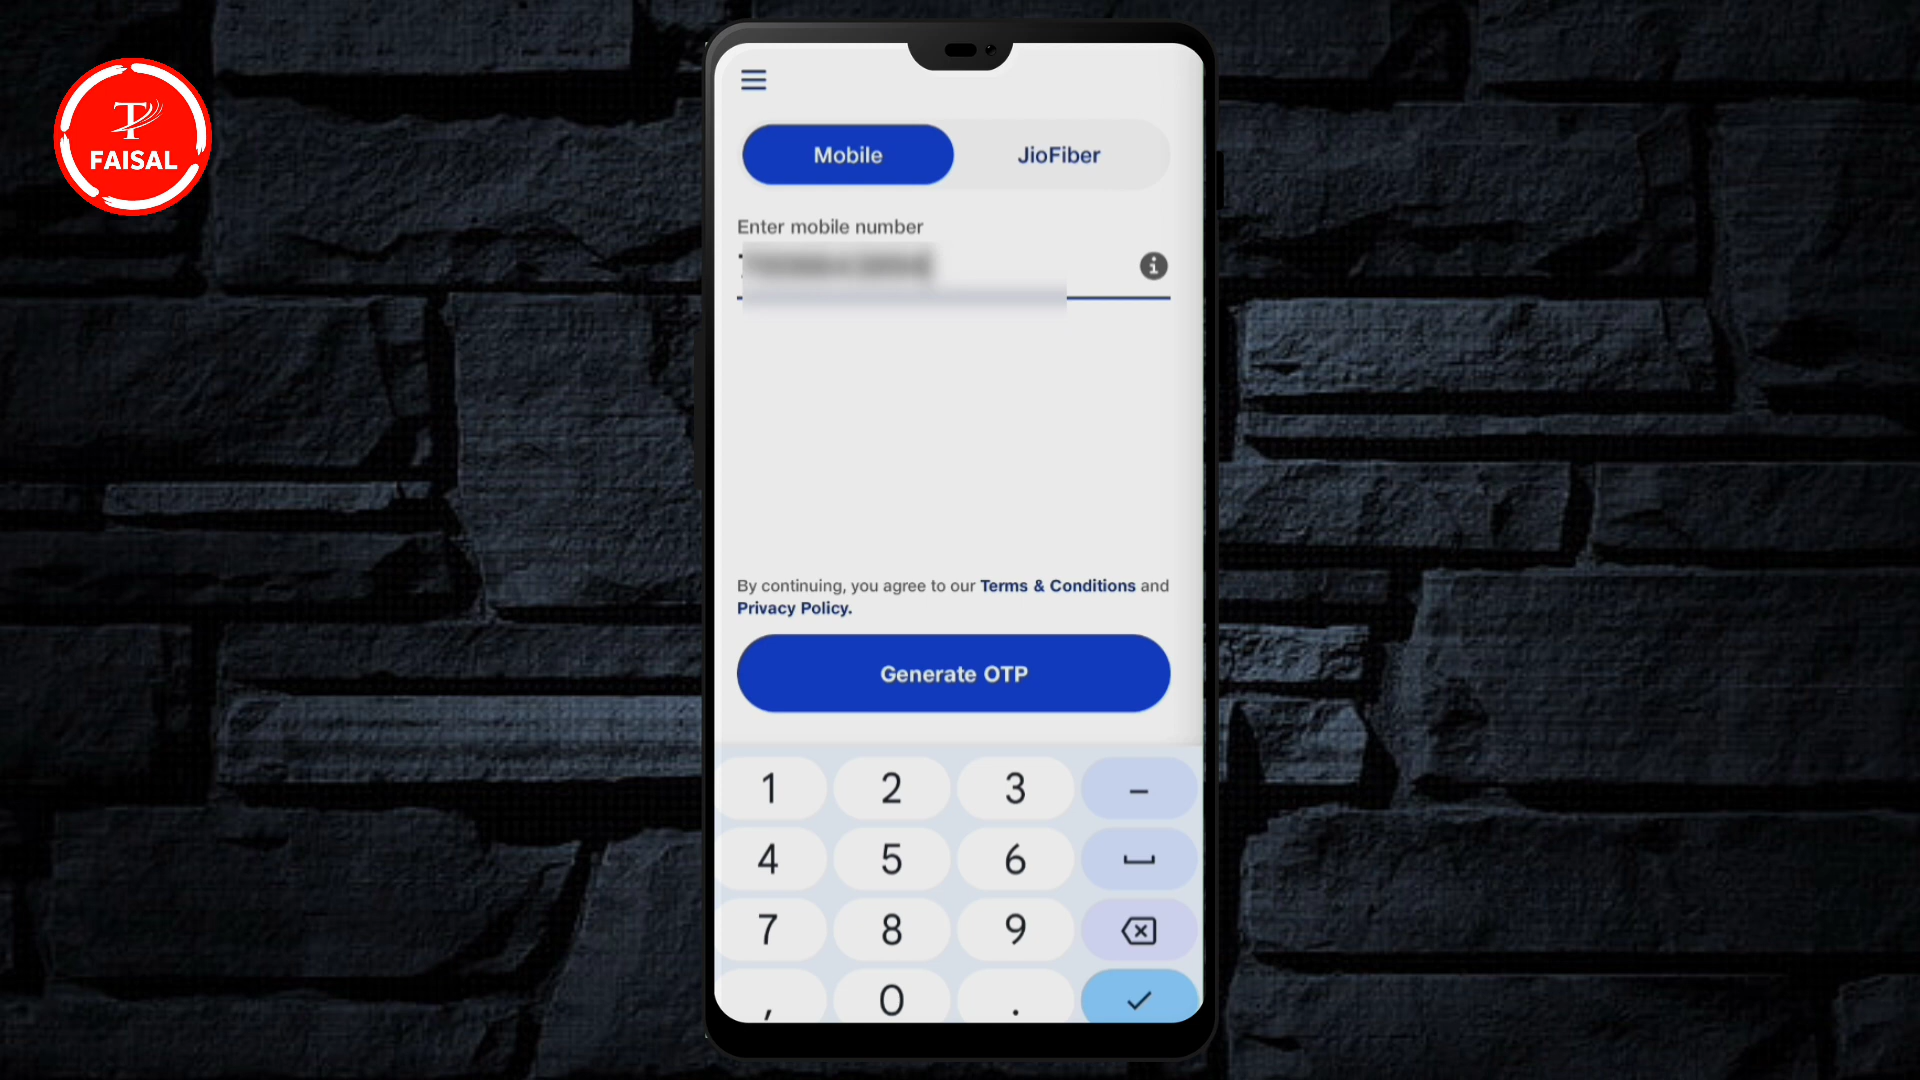 T
FAISAL
Mobile
JioFiber
Enter mobile number
By continuing, you agree to our Terms & Conditions and
Privacy Policy.
Generate OTP
1 2 3 –
4 5 6
7 8 9
, 0 .